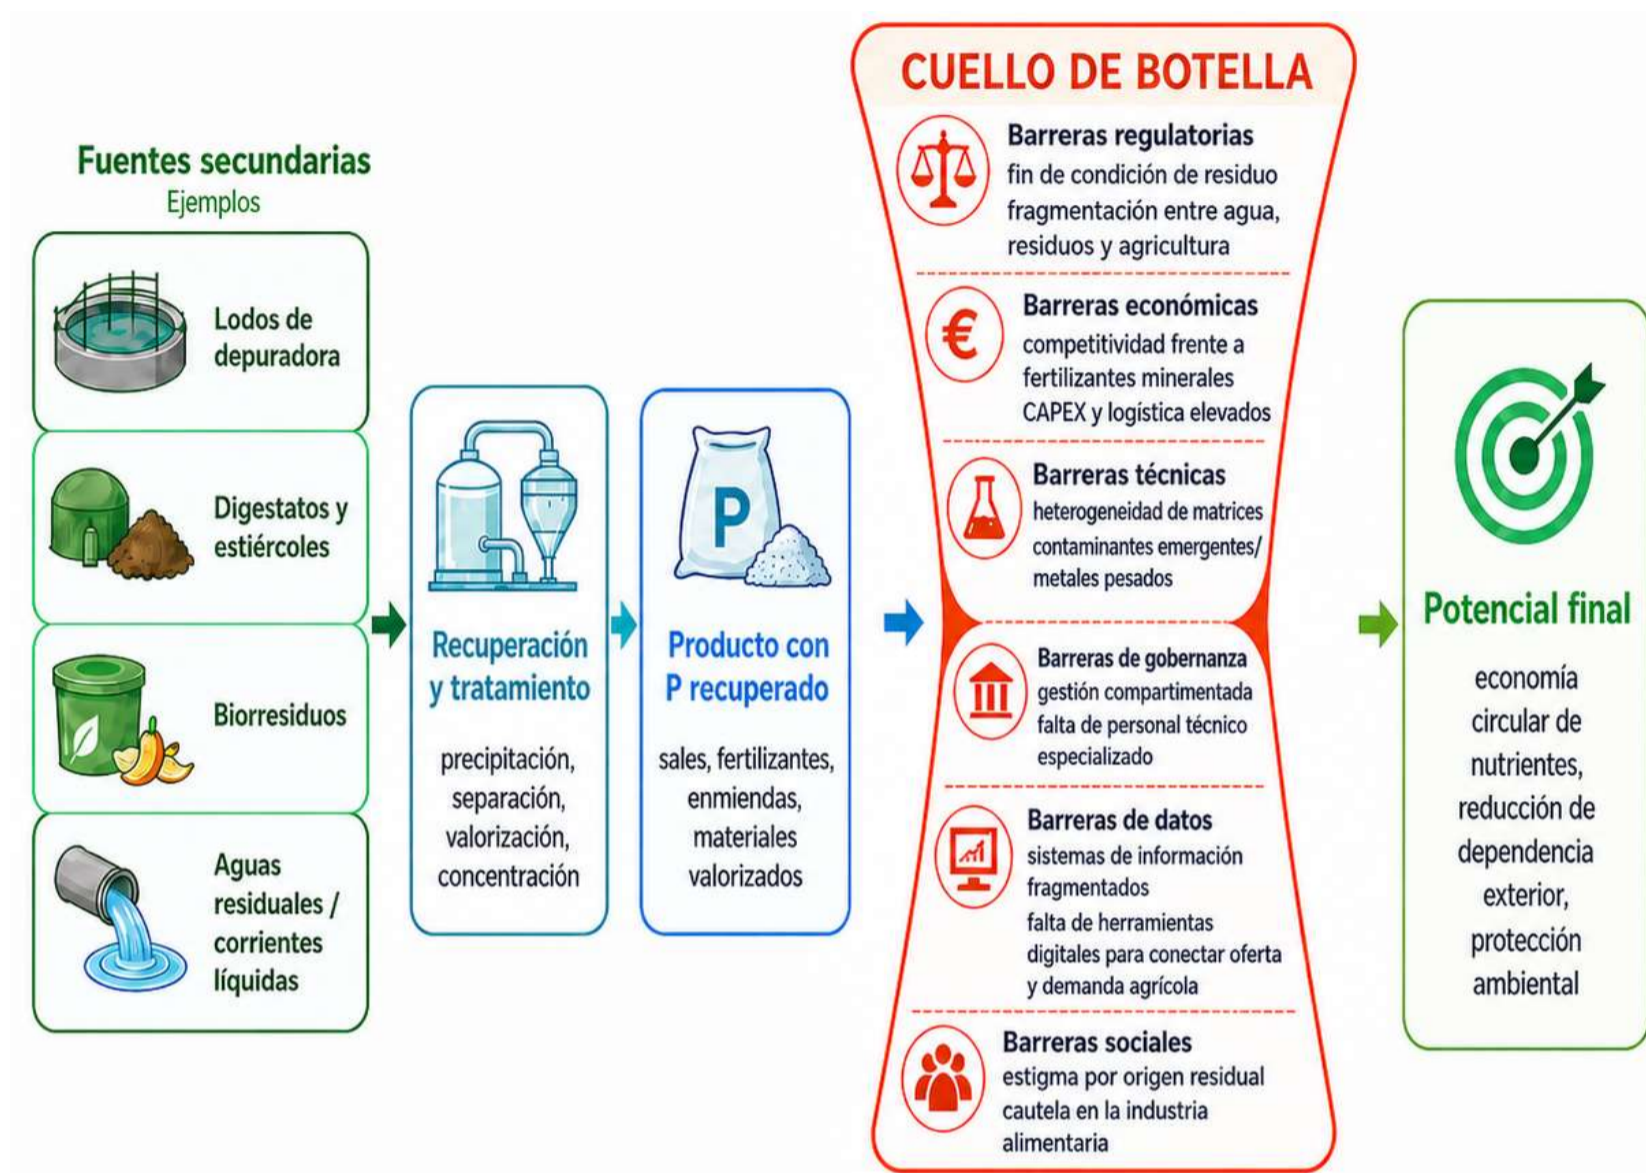 Fuentes secundarias
Ejemplos
Lodos de
depuradora
Digestatos y
estiércoles
Biorresiduos
Aguas
residuales /
corrientes
líquidas
Recuperación
y tratamiento
precipitación,
separación,
valorización,
concentración
P
Producto con
P recuperado
sales, fertilizantes,
enmiendas,
materiales
valorizados
CUELLO DE BOTELLA
Barreras regulatorias
fin de condición de residuo
fragmentación entre agua,
residuos y agricultura
€
Barreras económicas
competitividad frente a
fertilizantes minerales
CAPEX y logística elevados
Barreras técnicas
heterogeneidad de matrices
contaminantes emergentes/
metales pesados
Barreras de gobernanza
gestión compartimentada
falta de personal técnico
especializado
Barreras de datos
sistemas de información
fragmentados
falta de herramientas
digitales para conectar oferta
y demanda agrícola
Barreras sociales
estigma por origen residual
cautela en la industria
alimentaria
Potencial final
economía
circular de
nutrientes,
reducción de
dependencia
exterior,
protección
ambiental